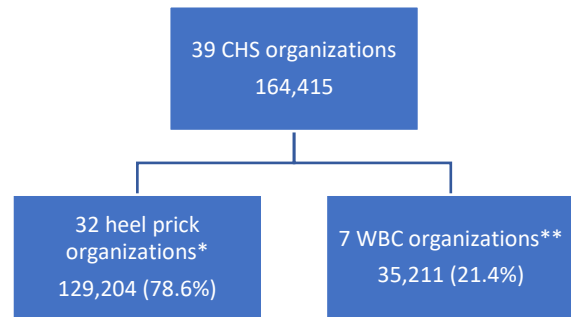 39 CHS organizations
164,415
32 heel prick
organizations*
129,204 (78.6%)
7 WBC organizations**
35,211 (21.4%)